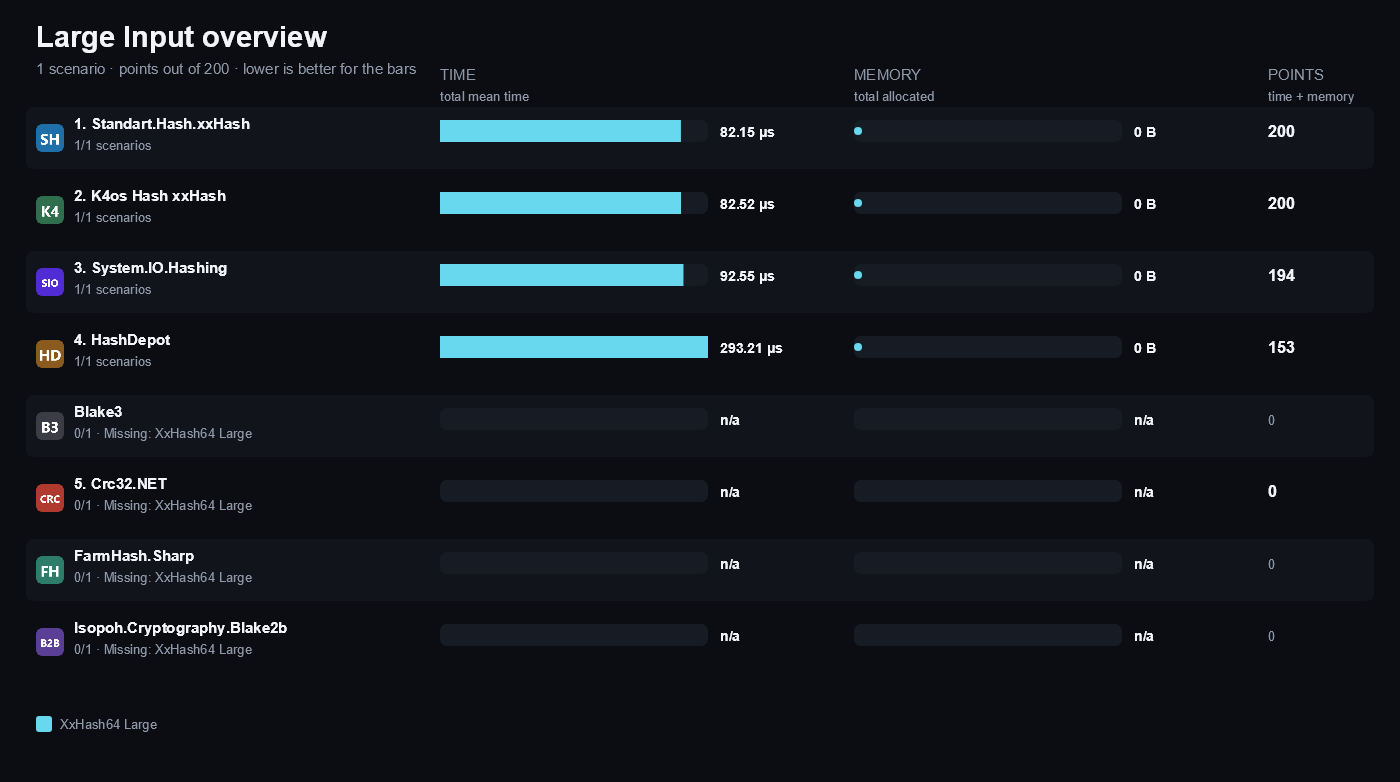 Large Input overview
1 scenario · points out of 200 · lower is better for the bars
TIME
total mean time
MEMORY
total allocated
POINTS
time + memory
SH
1. Standart.Hash.xxHash
1/1 scenarios
82.15 µs
0 B
200
K4
2. K4os Hash xxHash
1/1 scenarios
82.52 µs
0 B
200
SIO
3. System.IO.Hashing
1/1 scenarios
92.55 µs
0 B
194
HD
4. HashDepot
1/1 scenarios
293.21 µs
0 B
153
B3
Blake3
0/1 · Missing: XxHash64 Large
n/a
n/a
0
CRC
5. Crc32.NET
0/1 · Missing: XxHash64 Large
n/a
n/a
0
FH
FarmHash.Sharp
0/1 · Missing: XxHash64 Large
n/a
n/a
0
B2B
Isopoh.Cryptography.Blake2b
0/1 · Missing: XxHash64 Large
n/a
n/a
0
XxHash64 Large